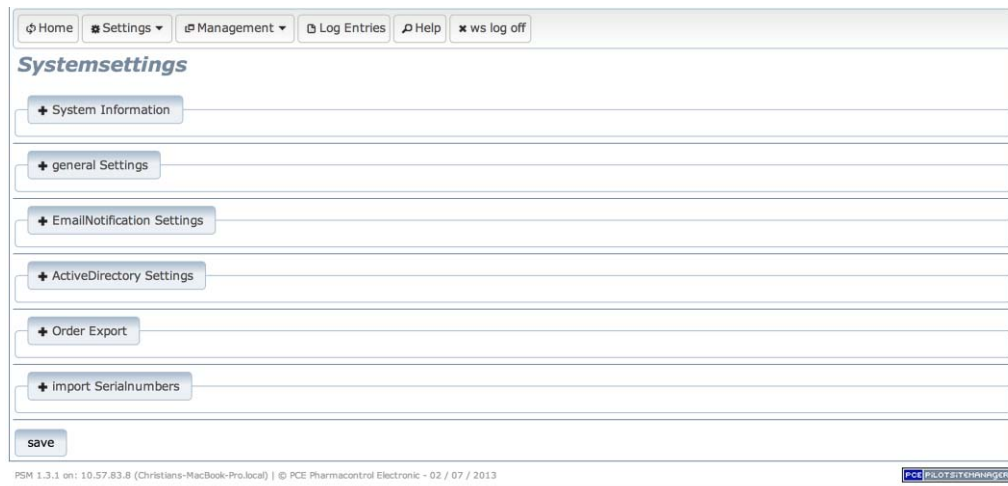 Home Settings Management Log Entries Help ws log off
Systemsettings
System Information
general Settings
EmailNotification Settings
ActiveDirectory Settings
Order Export
import Serialnumbers
save
PSM 1.3.1 on: 10.57.83.8 (Christians-MacBook-Pro.local) | © PCE Pharmacontrol Electronic - 02 / 07 / 2013
PCE PILOTSITEMANAGER